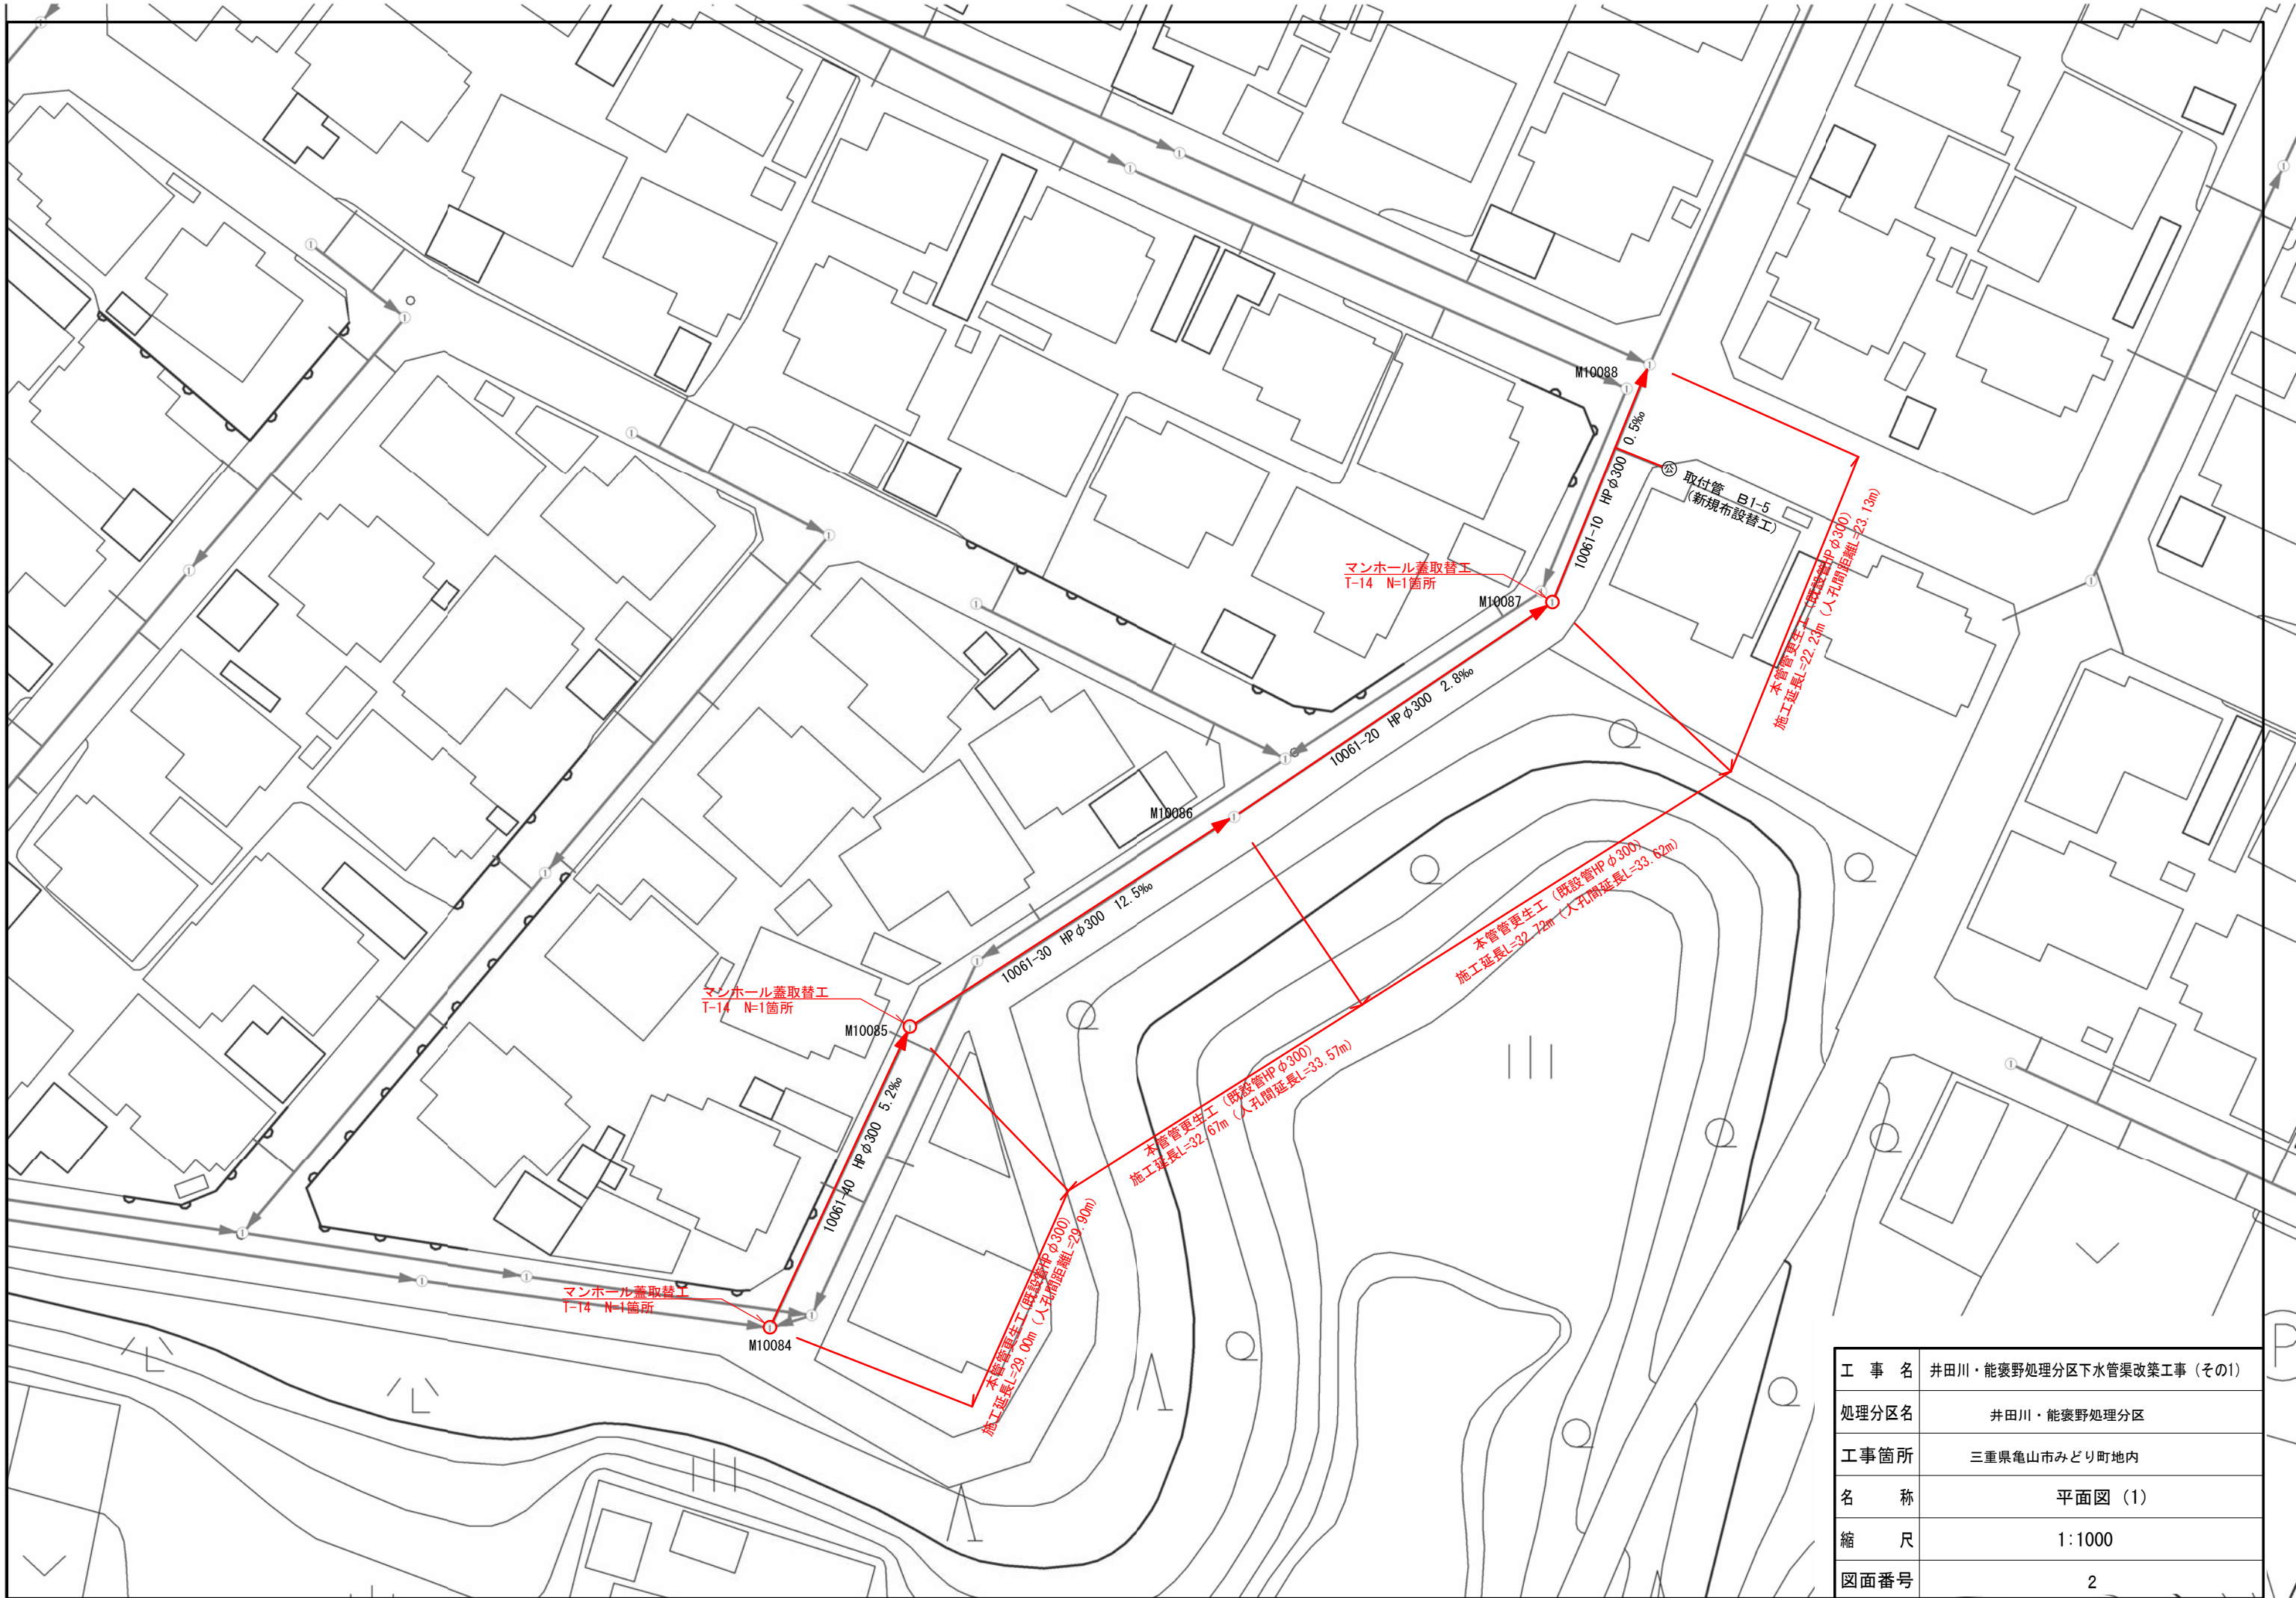 M10088
0.5‰
10061-10 HPφ300
公
取付管 B1-5
(新規布設替工)
本管管更生工(既設管HPφ300)
施工延長L=22.23m(人孔間距離L=23.13m)
マンホール蓋取替工
T-14 N=1箇所
M10087
10061-20 HPφ300 2.8‰
M10086
本管管更生工(既設管HPφ300)
施工延長L=32.72m(人孔間延長L=33.62m)
10061-30 HPφ300 12.5‰
マンホール蓋取替工
T-14 N=1箇所
M10085
本管管更生工(既設管HPφ300)
施工延長L=32.67m(人孔間延長L=33.57m)
10061-40 HPφ300 5.2‰
本管管更生工(既設管HPφ300)
施工延長L=29.00m(人孔間距離L=29.90m)
マンホール蓋取替工
T-14 N=1箇所
M10084
P
工事名 井田川・能褒野処理分区下水管渠改築工事(その1)
処理分区名 井田川・能褒野処理分区
工事箇所 三重県亀山市みどり町地内
名称 平面図(1)
縮尺 1:1000
図面番号 2